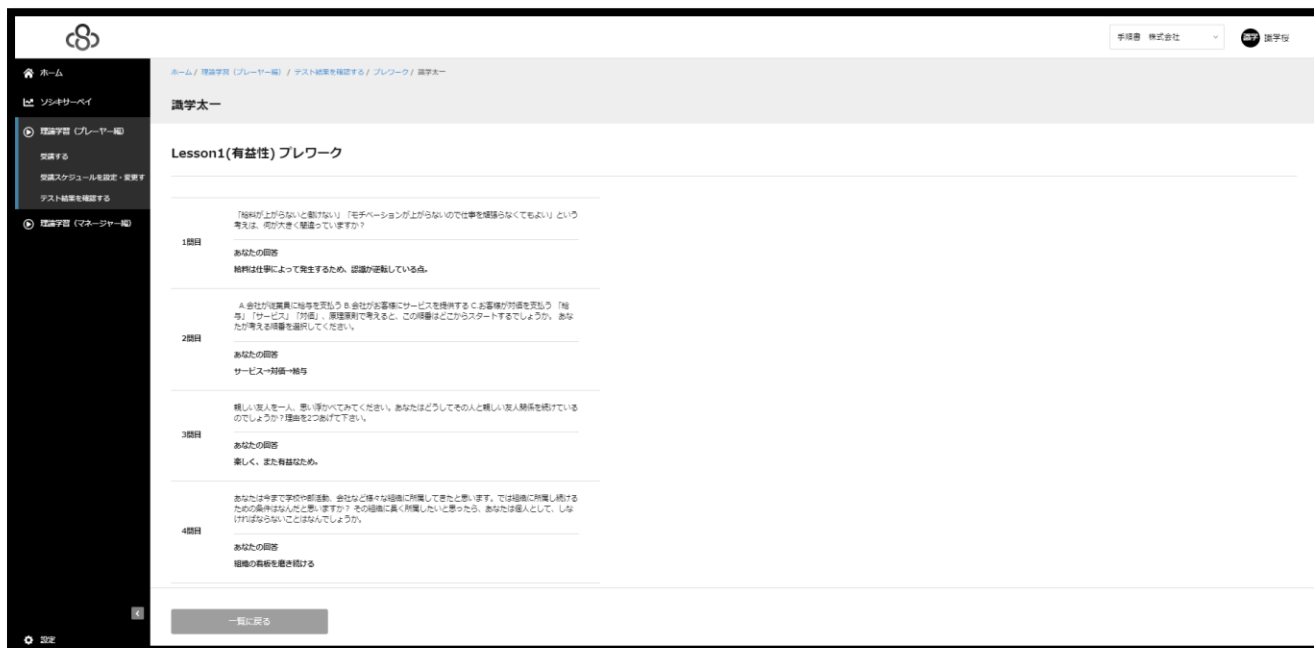 手順書 株式会社
識学 識学桜
ホーム
ソシキサーベイ
理論学習（プレーヤー編）
受講する
受講スケジュールを設定・変更す
テスト結果を確認する
理論学習（マネージャー編）
設定
ホーム / 理論学習（プレーヤー編） / テスト結果を確認する / プレワーク / 識学太一
識学太一
Lesson1(有益性) プレワーク
1問目
「給料が上がらないと動けない」「モチベーションが上がらないので仕事を頑張らなくてもよい」という
考えは、何が大きく間違っていますか？
あなたの回答
給料は仕事によって発生するため、認識が逆転している点。
2問目
A.会社が従業員に給与を支払う B.会社がお客様にサービスを提供する C.お客様が対価を支払う 「給
与」「サービス」「対価」、原理原則で考えると、この順番はどこからスタートするでしょうか。 あな
たが考える順番を選択してください。
あなたの回答
サービス→対価→給与
3問目
親しい友人を一人、思い浮かべてみてください。あなたはどうしてその人と親しい友人関係を続けている
のでしょうか？理由を2つあげて下さい。
あなたの回答
楽しく、また有益なため。
4問目
あなたは今まで学校や部活動、会社など様々な組織に所属してきたと思います。では組織に所属し続ける
ための条件はなんだと思いますか？ その組織に長く所属したいと思ったら、あなたは個人として、しな
ければならないことはなんでしょうか。
あなたの回答
組織の看板を磨き続ける
一覧に戻る